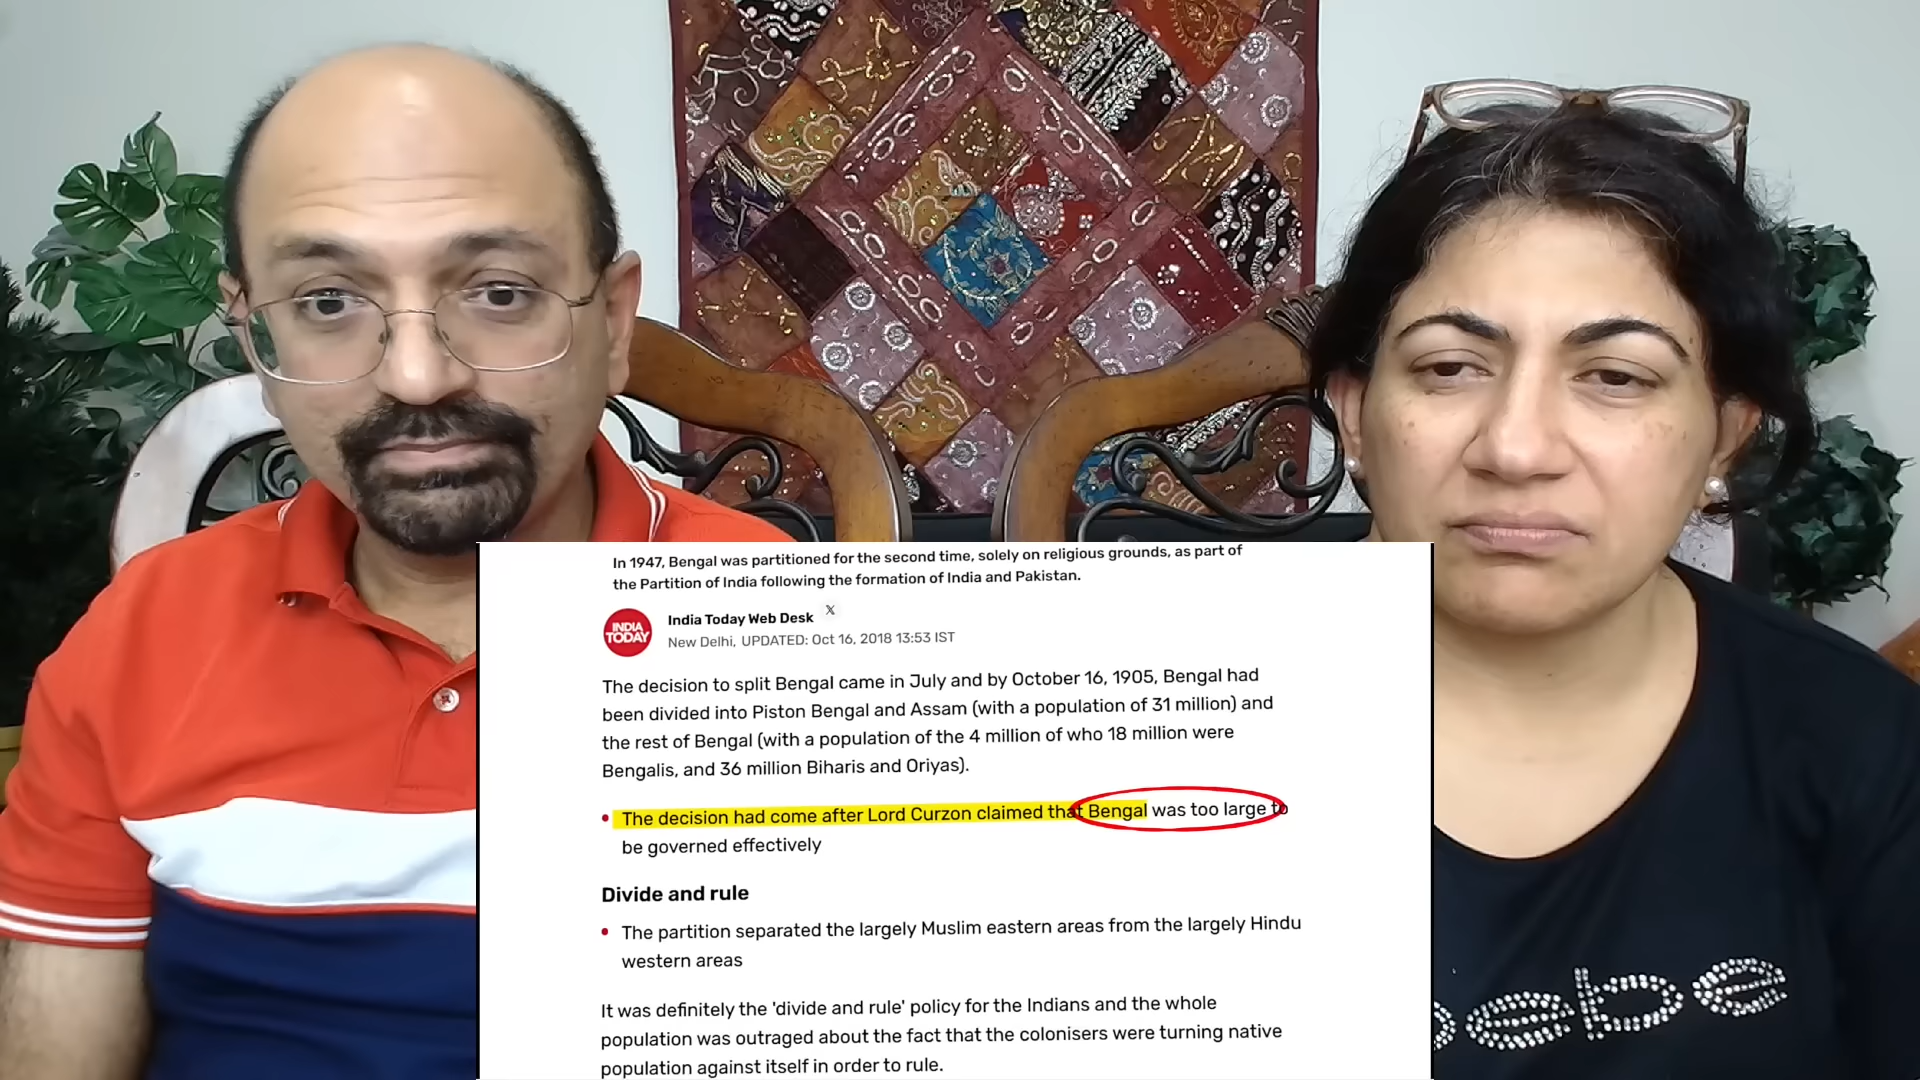 In 1947, Bengal was partitioned for the second time, solely on religious grounds, as part of
the Partition of India following the formation of India and Pakistan.
INDIA
TODAY
India Today Web Desk
New Delhi, UPDATED: Oct 16, 2018 13:53 IST
The decision to split Bengal came in July and by October 16, 1905, Bengal had
been divided into Piston Bengal and Assam (with a population of 31 million) and
the rest of Bengal (with a population of the 4 million of who 18 million were
Bengalis, and 36 million Biharis and Oriyas).
• The decision had come after Lord Curzon claimed that Bengal was too large to
be governed effectively
Divide and rule
• The partition separated the largely Muslim eastern areas from the largely Hindu
western areas
It was definitely the 'divide and rule' policy for the Indians and the whole
population was outraged about the fact that the colonisers were turning native
population against itself in order to rule.
bebe